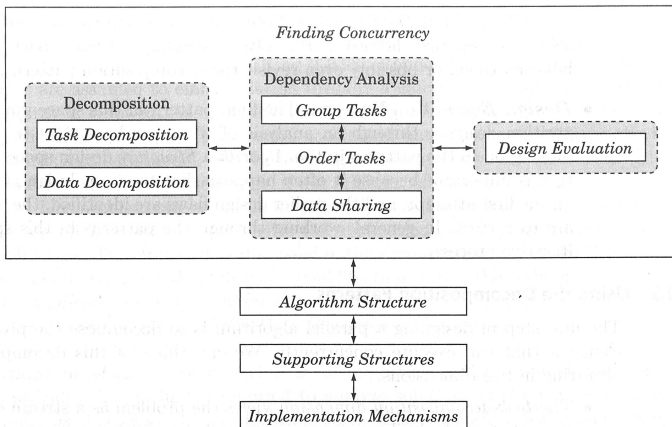 Finding Concurrency
Dependency Analysis
Decomposition
Group Tasks
Task Decomposition
Order Tasks
Design Evaluation
Data Decomposition
Data Sharing
Algorithm Structure
Supporting Structures
Implementation Mechanisms